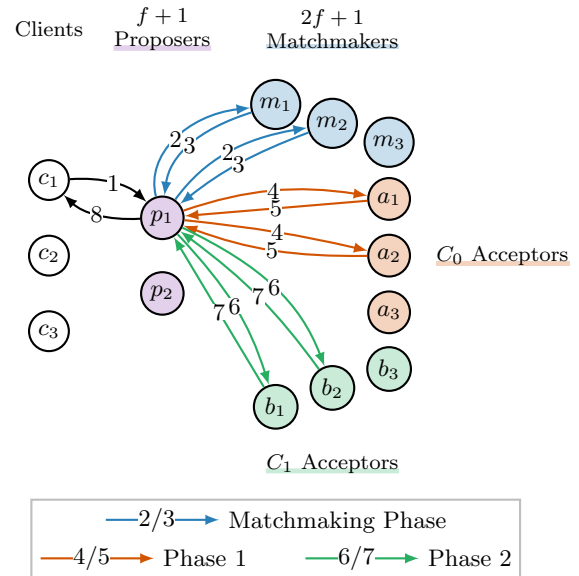 Clients
f + 1
Proposers
2f + 1
Matchmakers
m₁
m₂
m₃
2
3
2
3
c₁
1
8
p₁
4
5
4
5
a₁
a₂
C₀ Acceptors
c₂
p₂
c₃
a₃
6
7
7
6
b₃
b₂
b₁
C₁ Acceptors
2/3 Matchmaking Phase
4/5 Phase 1 6/7 Phase 2